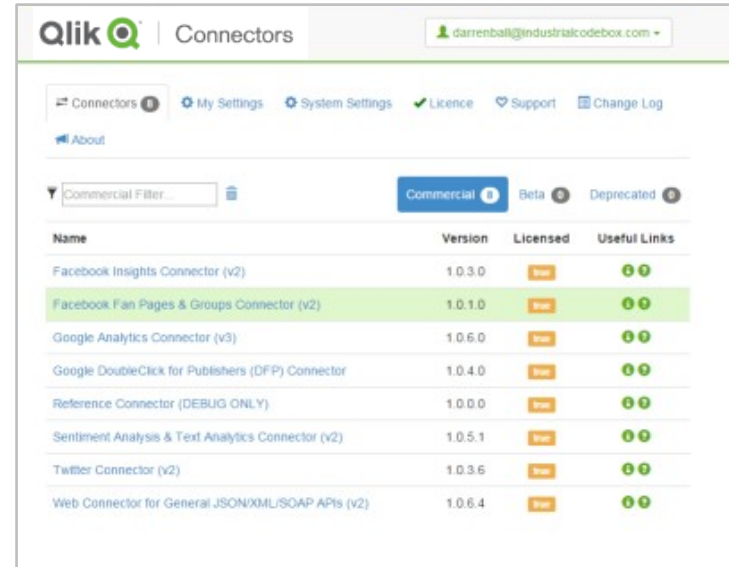 Qlik Connectors
darrenball@industrialcodebox.com
Connectors 8 My Settings System Settings Licence Support Change Log
About
Commercial Filter... Commercial 8 Beta 0 Deprecated 0
Name Version Licensed Useful Links
Facebook Insights Connector (v2) 1.0.3.0 true
Facebook Fan Pages & Groups Connector (v2) 1.0.1.0 true
Google Analytics Connector (v3) 1.0.6.0 true
Google DoubleClick for Publishers (DFP) Connector 1.0.4.0 true
Reference Connector (DEBUG ONLY) 1.0.0.0 true
Sentiment Analysis & Text Analytics Connector (v2) 1.0.5.1 true
Twitter Connector (v2) 1.0.3.6 true
Web Connector for General JSON/XML/SOAP APIs (v2) 1.0.6.4 true